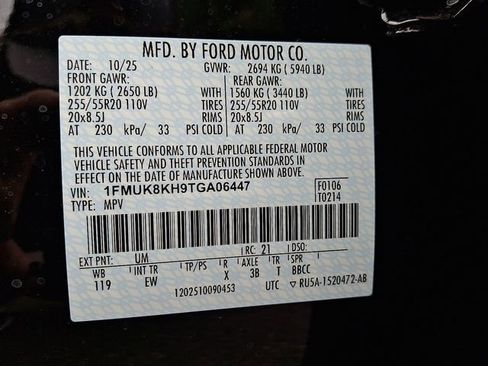 MFD. BY FORD MOTOR CO.
DATE: 10/25 GVWR: 2694 KG ( 5940 LB)
FRONT GAWR: REAR GAWR:
1202 KG ( 2650 LB) WITH 1560 KG ( 3440 LB) WITH
255/55R20 110V TIRES 255/55R20 110V TIRES
20x8.5J RIMS 20x8.5J RIMS
AT 230 kPa/ 33 PSI COLD AT 230 kPa/ 33 PSI COLD
THIS VEHICLE CONFORMS TO ALL APPLICABLE FEDERAL MOTOR
VEHICLE SAFETY AND THEFT PREVENTION STANDARDS IN
EFFECT ON THE DATE OF MANUFACTURE SHOWN ABOVE.
VIN: 1FMUK8KH9TGA06447 F0106
TYPE: MPV T0214
EXT PNT: UM RC: 21 DSO:
WB INT TR TP/PS R AXLE TR SPR
119 EW X 3B T BBCC
1202510090453 UTC ▽RU5A-1520472-AB